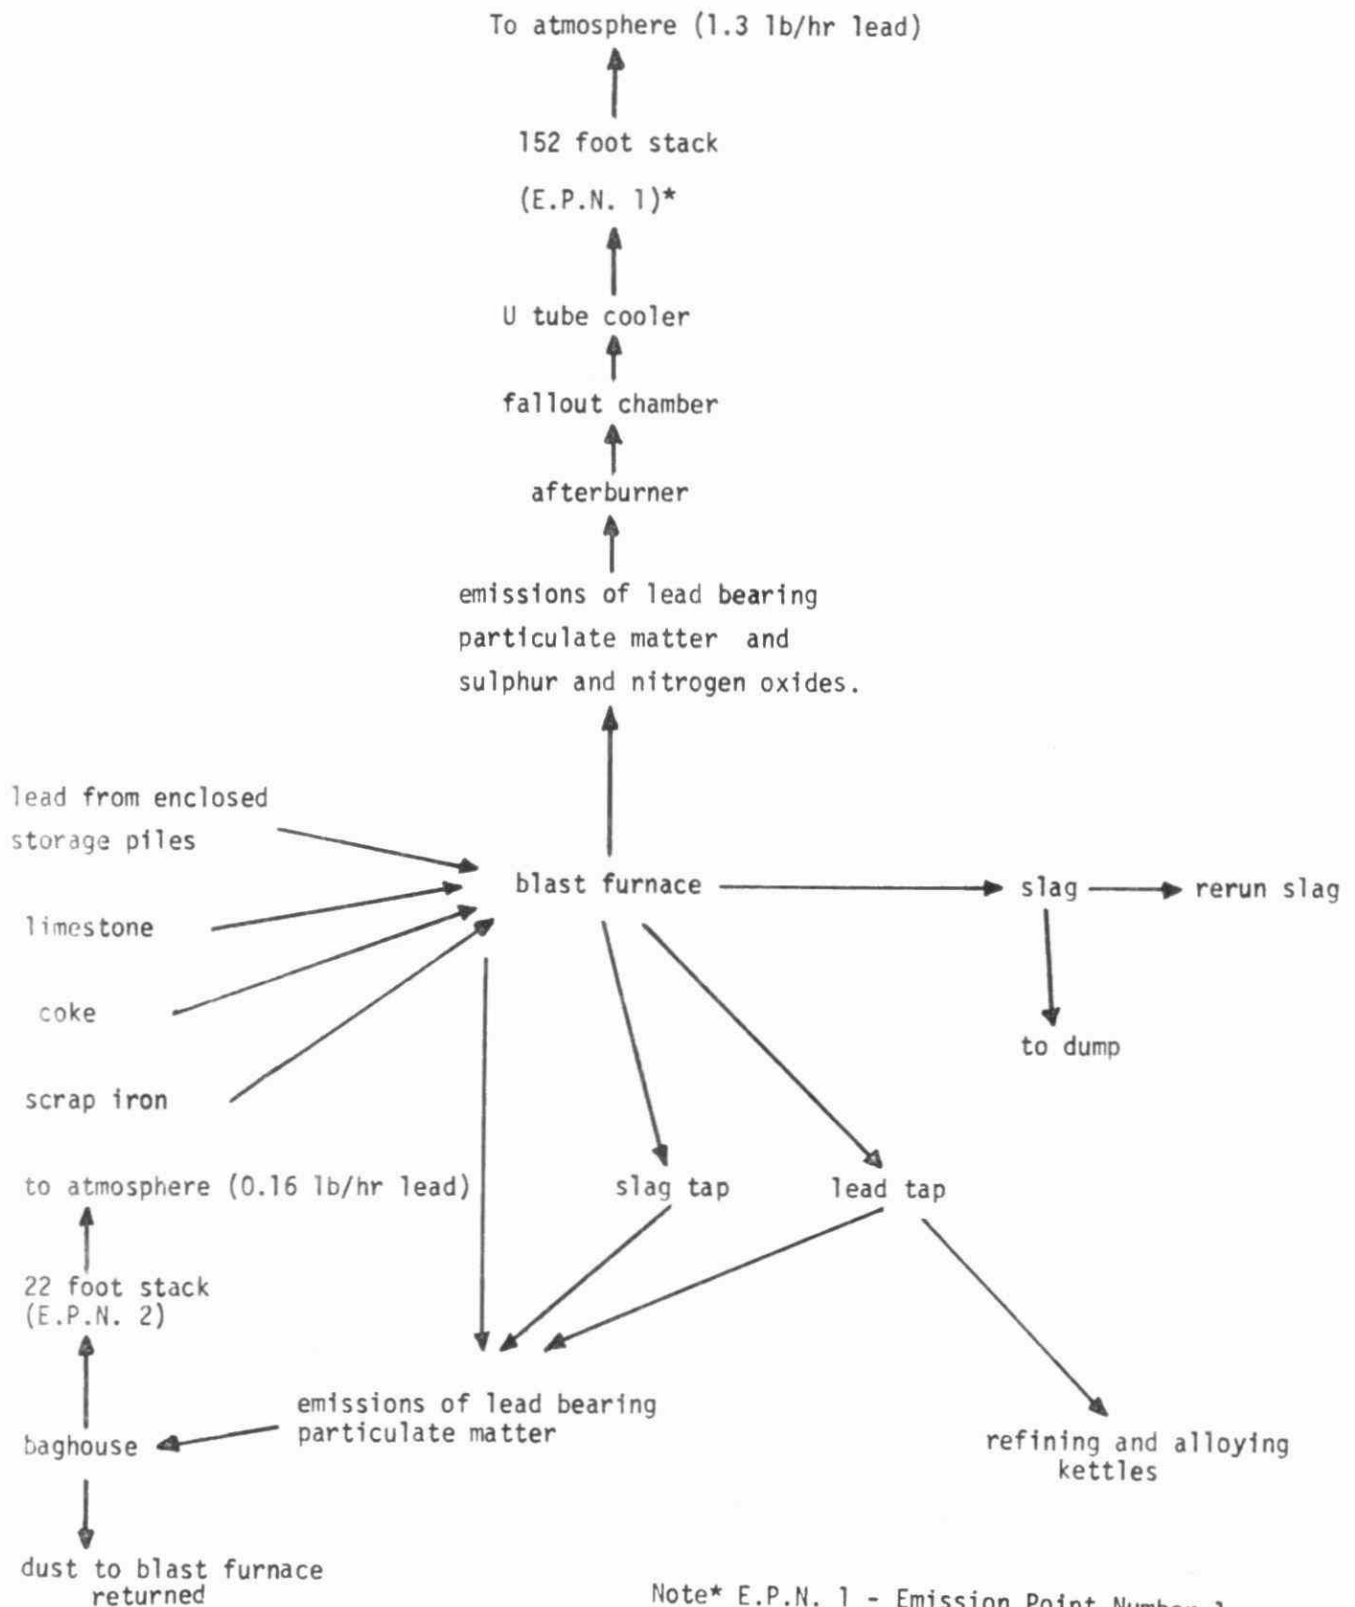 To atmosphere (1.3 lb/hr lead)
152 foot stack
(E.P.N. 1)*
U tube cooler
fallout chamber
afterburner
emissions of lead bearing
particulate matter and
sulphur and nitrogen oxides.
lead from enclosed
storage piles
limestone
coke
scrap iron
blast furnace
slag
rerun slag
to dump
to atmosphere (0.16 lb/hr lead)
22 foot stack
(E.P.N. 2)
baghouse
dust to blast furnace
returned
slag tap
lead tap
emissions of lead bearing
particulate matter
refining and alloying
kettles
Note* E.P.N. 1 - Emission Point Number 1